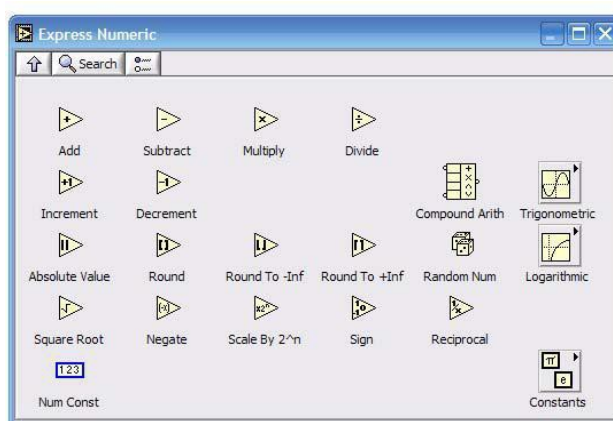 Express Numeric
Search
Add Subtract Multiply Divide
Increment Decrement Compound Arith Trigonometric
Absolute Value Round Round To -Inf Round To +Inf Random Num Logarithmic
Square Root Negate Scale By 2^n Sign Reciprocal
123
Num Const Constants